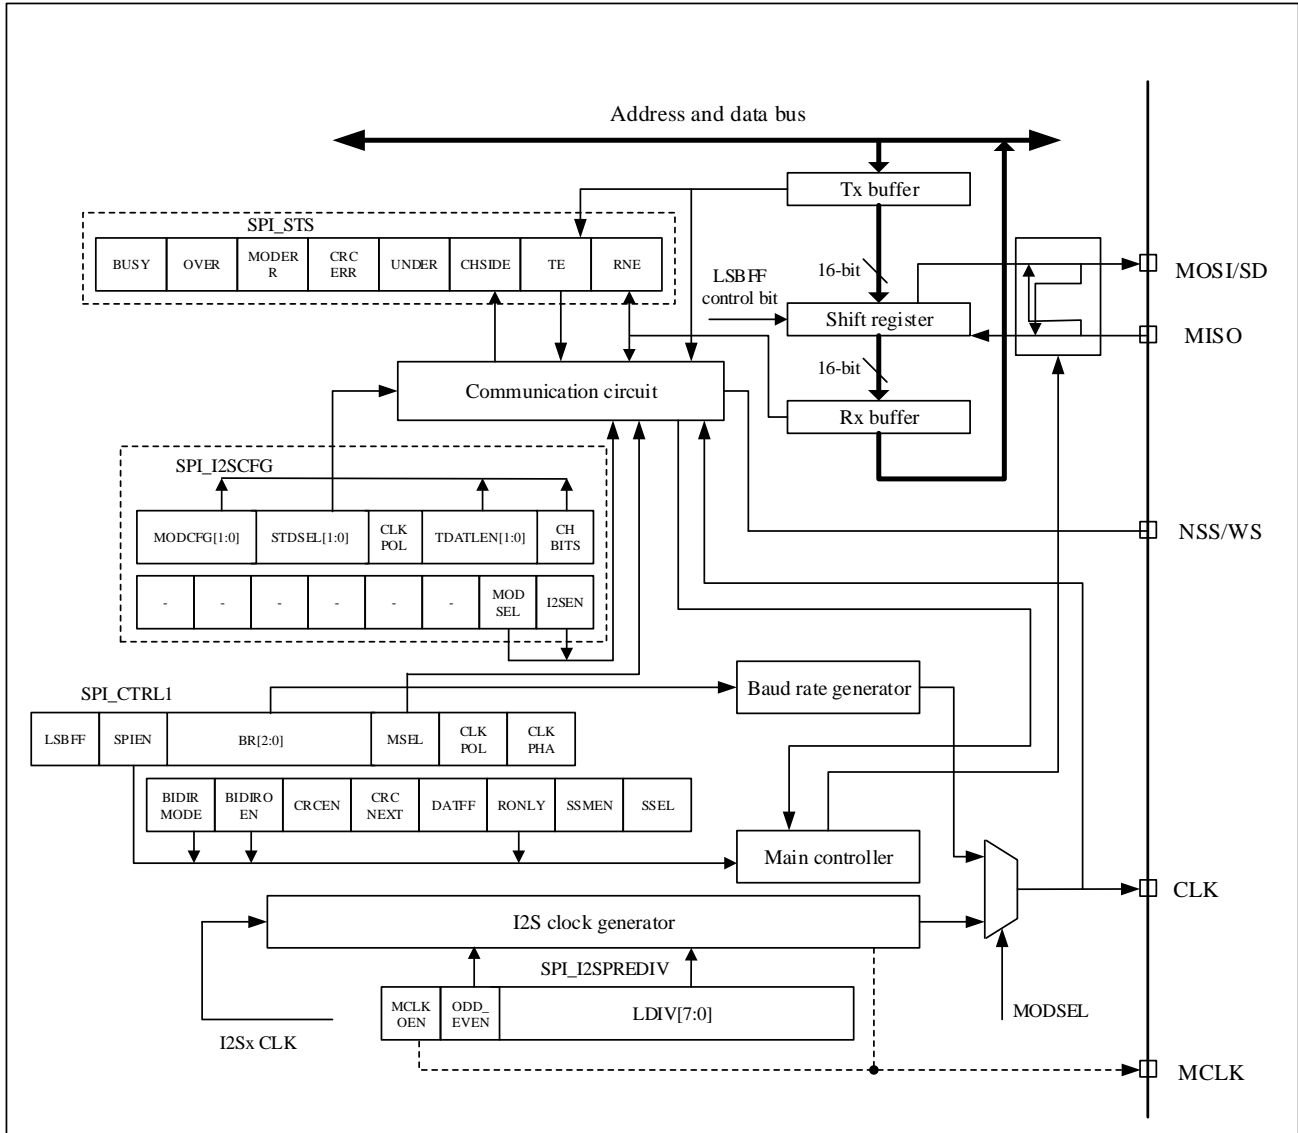 Address and data bus
Tx buffer
SPI_STS
BUSY
OVER
MODER
R
CRC
ERR
UNDER
CHSIDE
TE
RNE
16-bit
LSBFF
control bit
MOSI/SD
Shift register
MISO
16-bit
Communication circuit
Rx buffer
SPI_I2SCFG
MODCFG[1:0]
STDSEL[1:0]
CLK
POL
TDATLEN[1:0]
CH
BITS
NSS/WS
-
-
-
-
-
-
MOD
SEL
I2SEN
SPI_CTRL1
Baud rate generator
LSBFF
SPIEN
BR[2:0]
MSEL
CLK
POL
CLK
PHA
BIDIR
MODE
BIDIRO
EN
CRCEN
CRC
NEXT
DATFF
RONLY
SSMEN
SSEL
Main controller
CLK
I2S clock generator
SPI_I2SPREDIV
MCLK
OEN
ODD_
EVEN
LDIV[7:0]
MODSEL
I2Sx CLK
MCLK